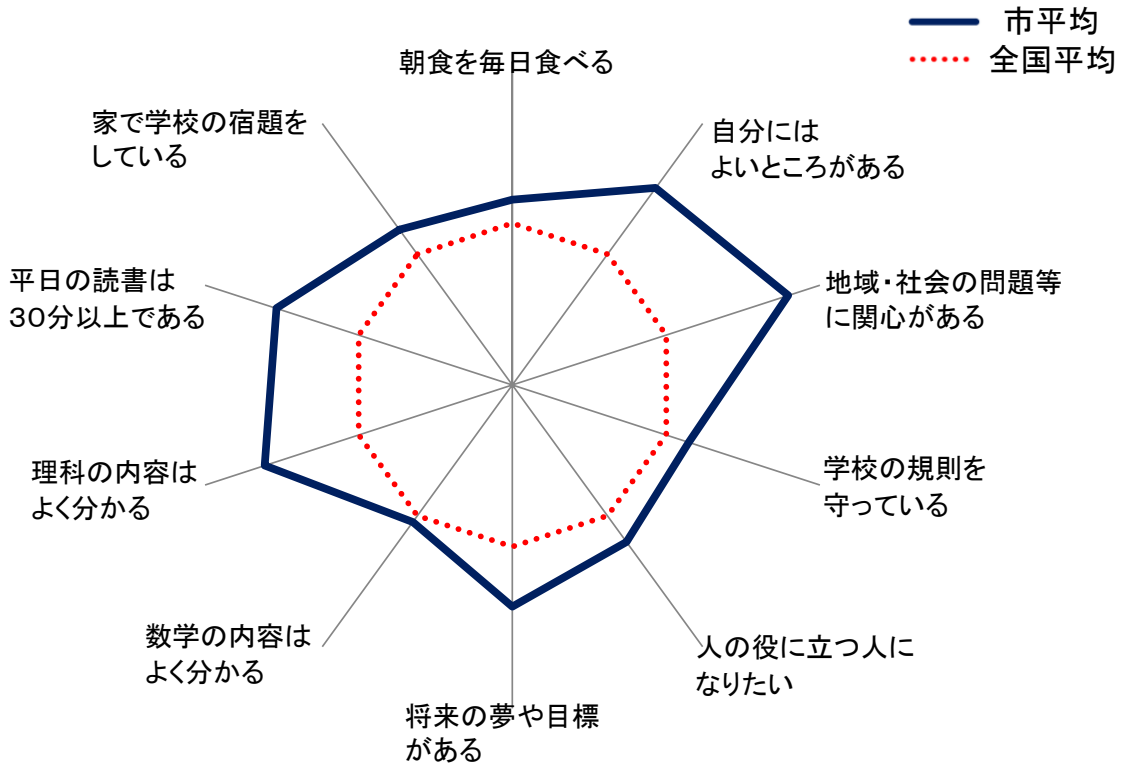 市平均
全国平均
朝食を毎日食べる
自分には
よいところがある
地域・社会の問題等
に関心がある
学校の規則を
守っている
人の役に立つ人に
なりたい
将来の夢や目標
がある
数学の内容は
よく分かる
理科の内容は
よく分かる
平日の読書は
30分以上である
家で学校の宿題を
している